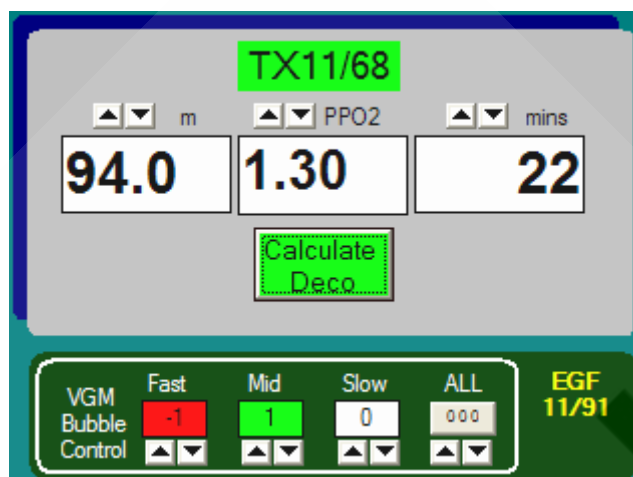 TX11/68
m PPO2 mins
94.0 1.30 22
Calculate
Deco
VGM
Bubble
Control
Fast Mid Slow ALL
-1 1 0 000
EGF
11/91